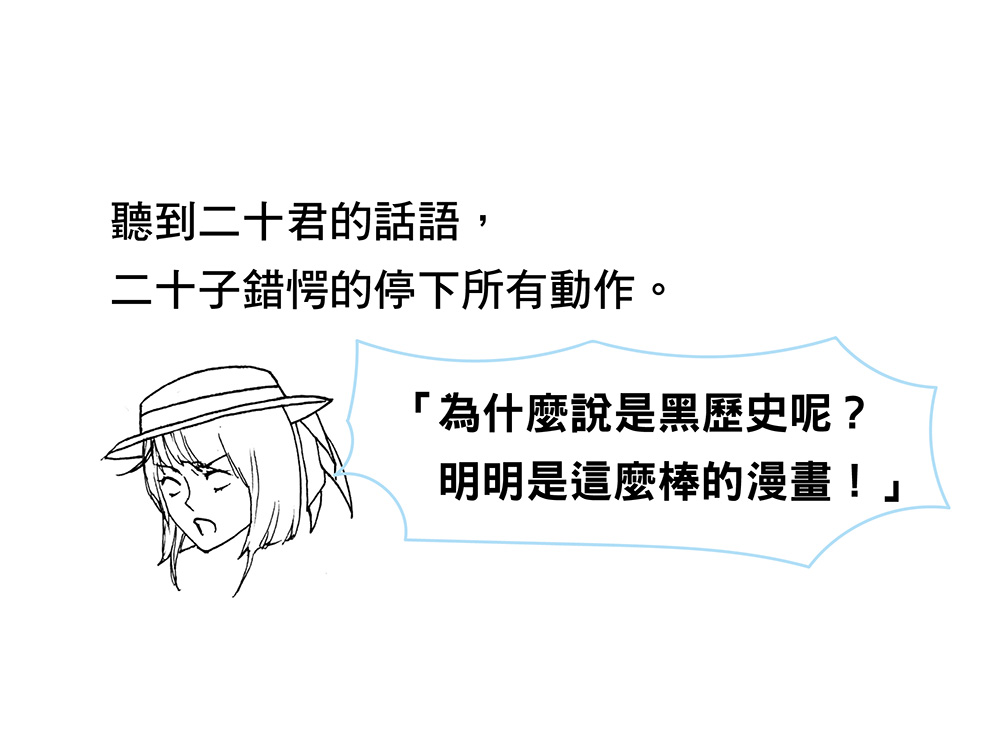 聽到二十君的話語，
二十子錯愕的停下所有動作。
「為什麼說是黑歷史呢？
明明是這麼棒的漫畫！」